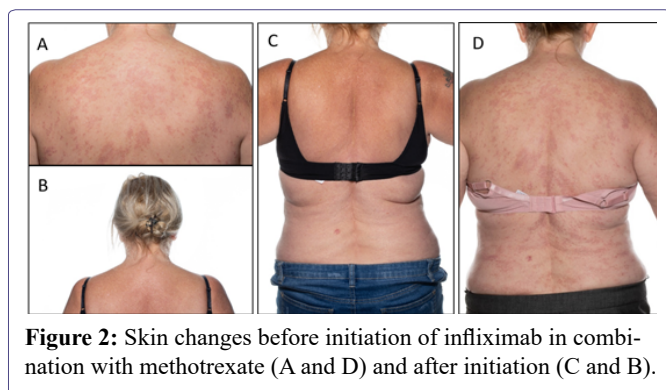 A
B
C
D
Figure 2: Skin changes before initiation of infliximab in combi-
nation with methotrexate (A and D) and after initiation (C and B).